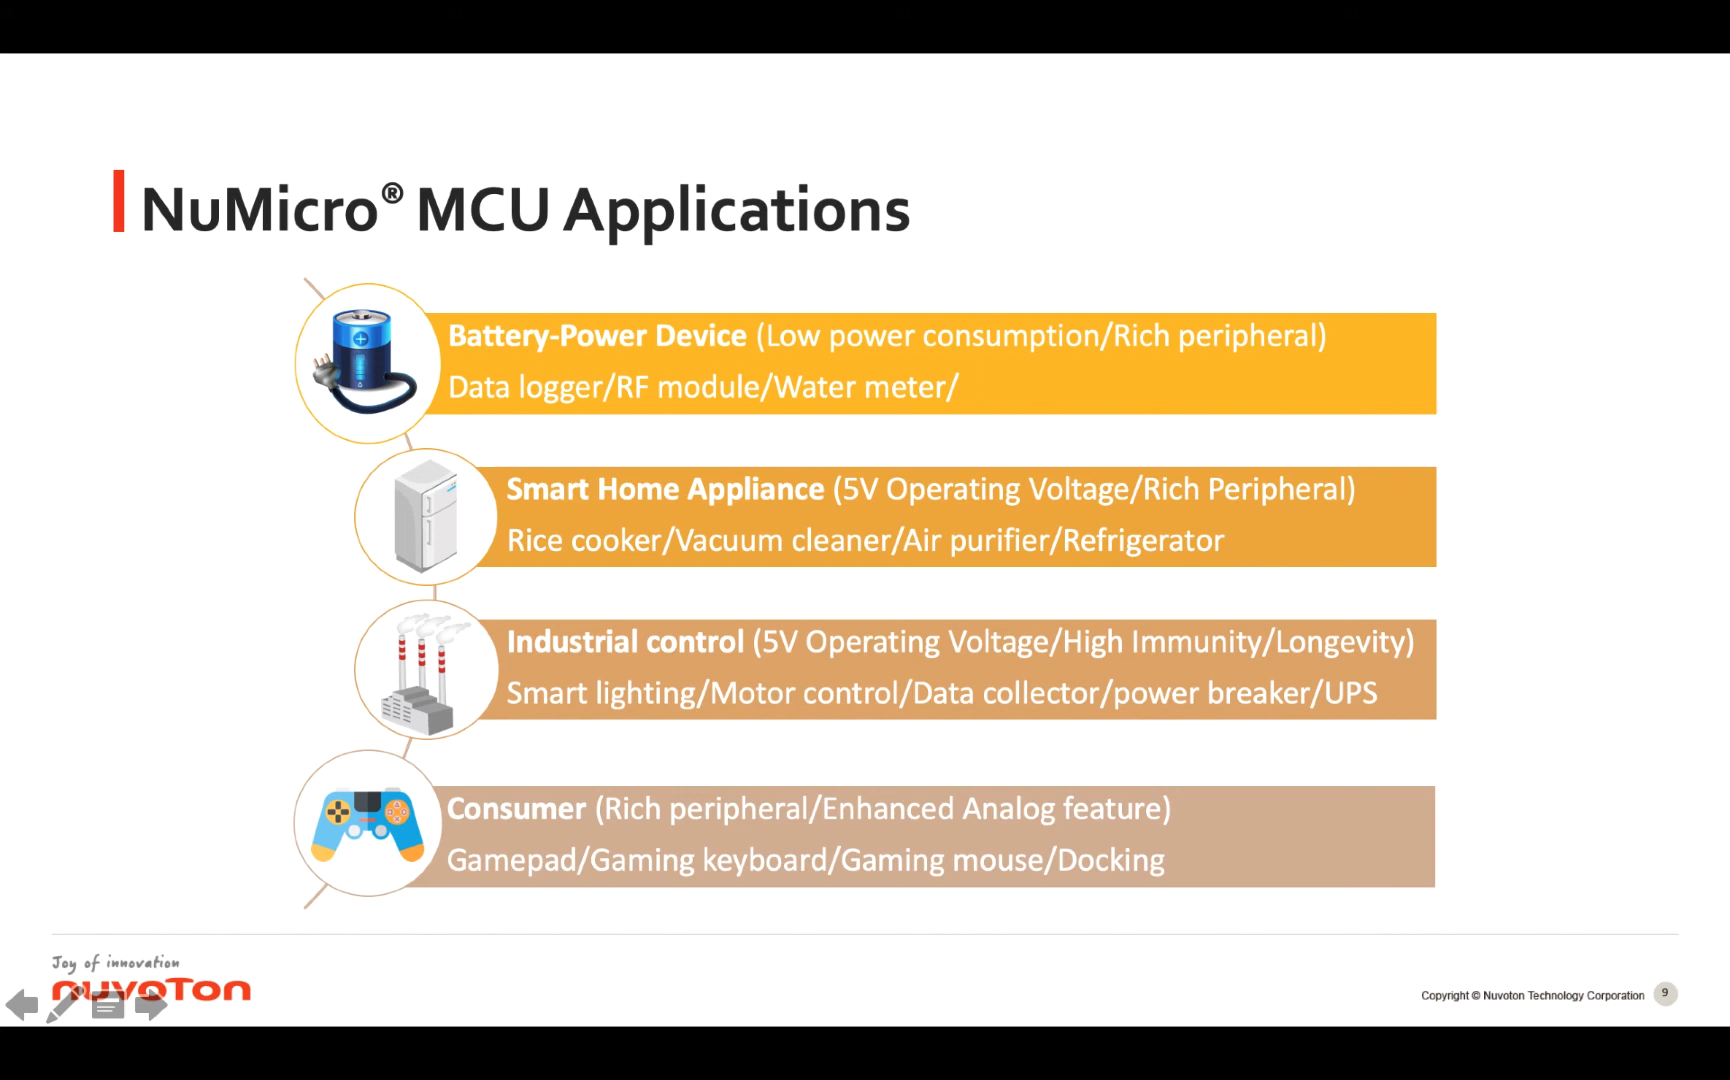 NuMicro® MCU Applications
Battery-Power Device (Low power consumption/Rich peripheral)
Data logger/RF module/Water meter/
Smart Home Appliance (5V Operating Voltage/Rich Peripheral)
Rice cooker/Vacuum cleaner/Air purifier/Refrigerator
Industrial control (5V Operating Voltage/High Immunity/Longevity)
Smart lighting/Motor control/Data collector/power breaker/UPS
Consumer (Rich peripheral/Enhanced Analog feature)
Gamepad/Gaming keyboard/Gaming mouse/Docking
Joy of innovation
nuvoTon
Copyright © Nuvoton Technology Corporation 9